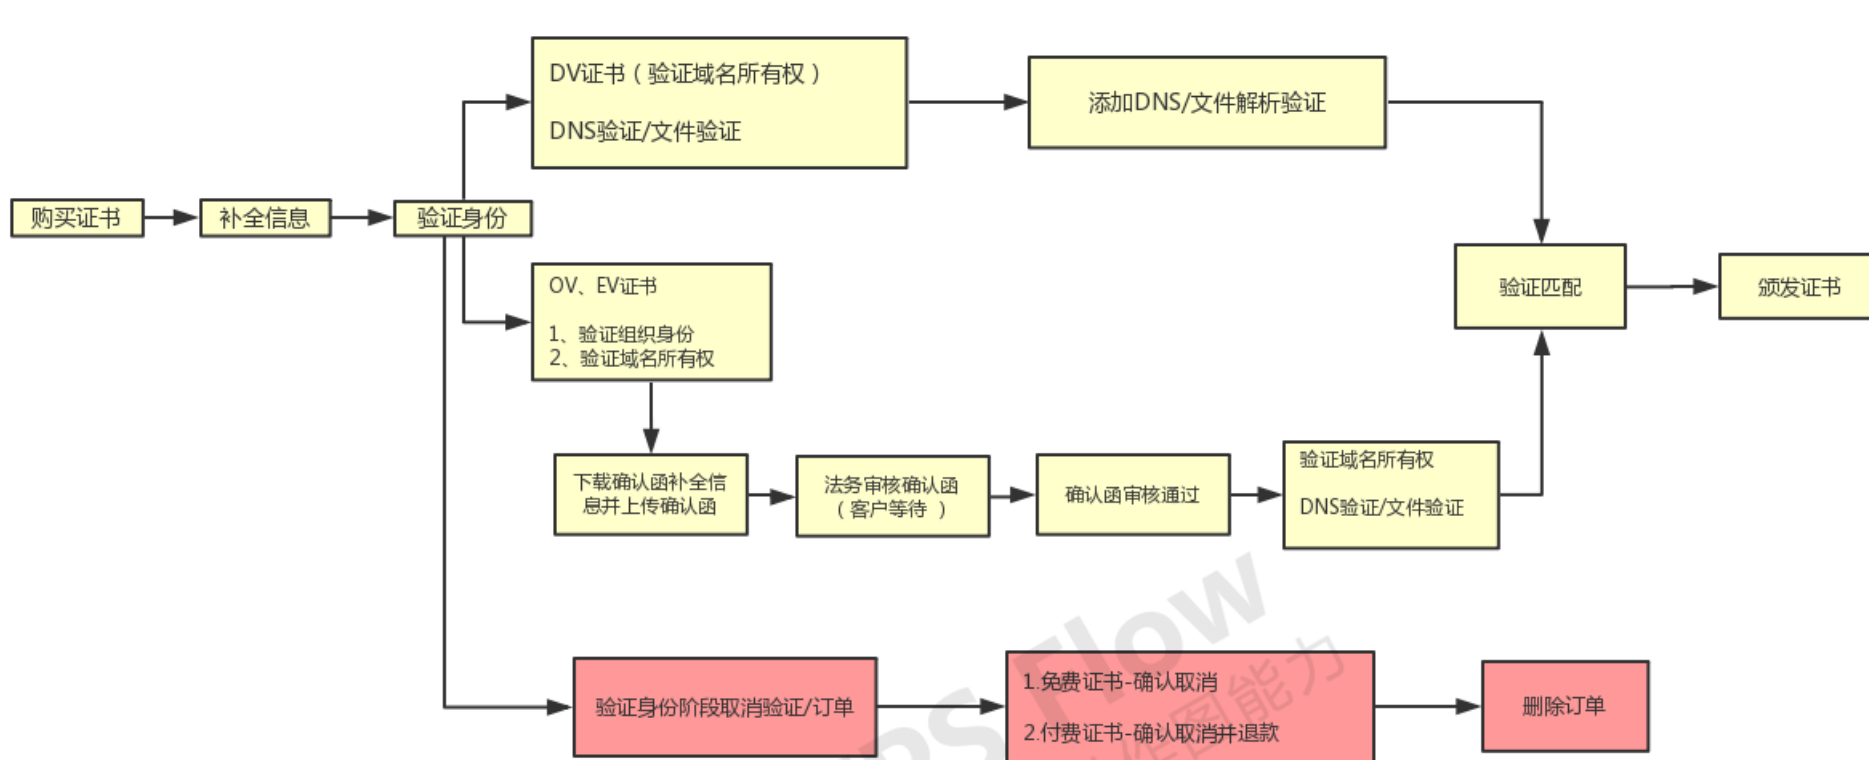 DV证书（验证域名所有权）
DNS验证/文件验证
添加DNS/文件解析验证
购买证书
补全信息
验证身份
OV、EV证书
1、验证组织身份
2、验证域名所有权
验证匹配
颁发证书
下载确认函补全信
息并上传确认函
法务审核确认函
（客户等待 ）
确认函审核通过
验证域名所有权
DNS验证/文件验证
验证身份阶段取消验证/订单
1.免费证书-确认取消
2.付费证书-确认取消并退款
删除订单
Flow
作图能力